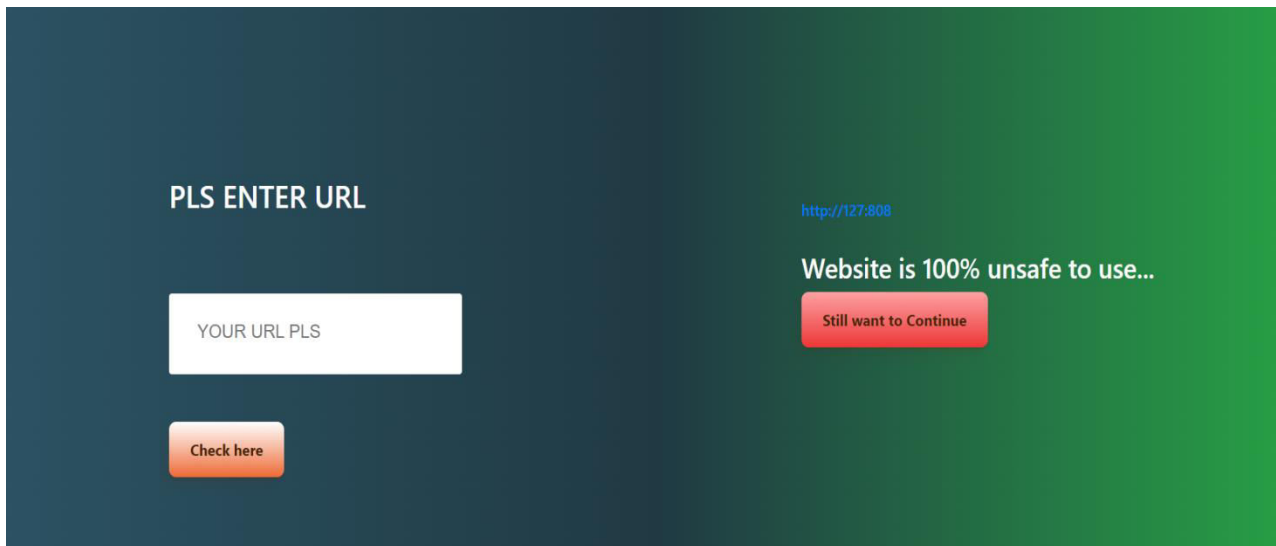 PLS ENTER URL
YOUR URL PLS
Check here
http://127:808
Website is 100% unsafe to use...
Still want to Continue